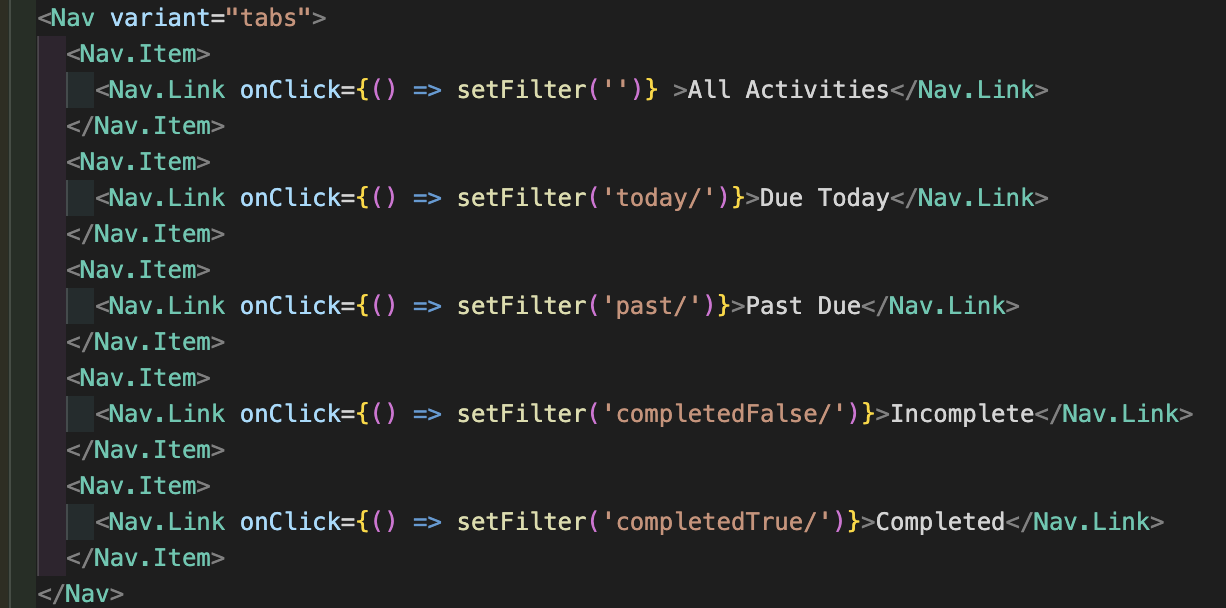 <Nav variant="tabs">
<Nav.Item>
<Nav.Link onClick={() => setFilter('')} >All Activities</Nav.Link>
</Nav.Item>
<Nav.Item>
<Nav.Link onClick={() => setFilter('today/')}>Due Today</Nav.Link>
</Nav.Item>
<Nav.Item>
<Nav.Link onClick={() => setFilter('past/')}>Past Due</Nav.Link>
</Nav.Item>
<Nav.Item>
<Nav.Link onClick={() => setFilter('completedFalse/')}>Incomplete</Nav.Link>
</Nav.Item>
<Nav.Item>
<Nav.Link onClick={() => setFilter('completedTrue/')}>Completed</Nav.Link>
</Nav.Item>
</Nav>